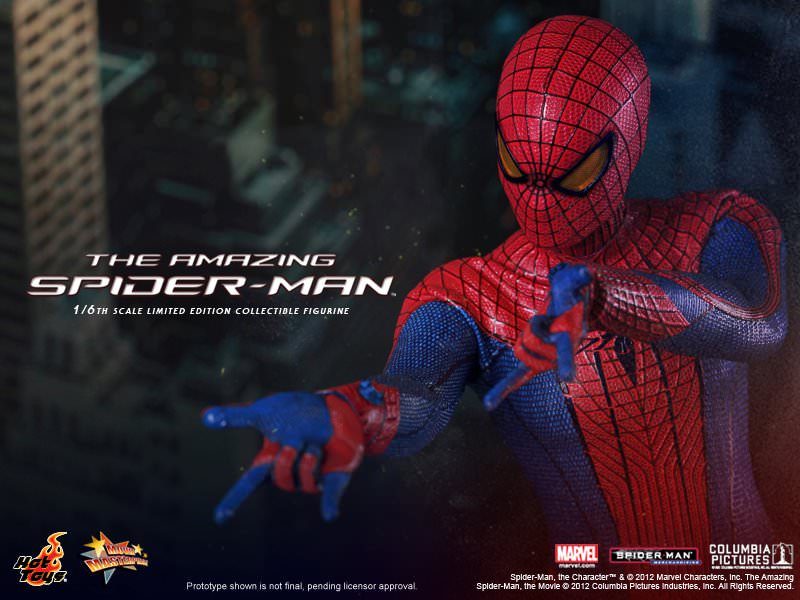 THE AMAZING
SPIDER-MAN™
1/6TH SCALE LIMITED EDITION COLLECTIBLE FIGURINE
HOT TOYS
MOVIE MASTERPIECE
MARVEL
marvel.com
SPIDER-MAN
MERCHANDISING
COLUMBIA
PICTURES
Prototype shown is not final, pending licensor approval.
Spider-Man, the Character™ & © 2012 Marvel Characters, Inc. The Amazing
Spider-Man, the Movie © 2012 Columbia Pictures Industries, Inc. All Rights Reserved.